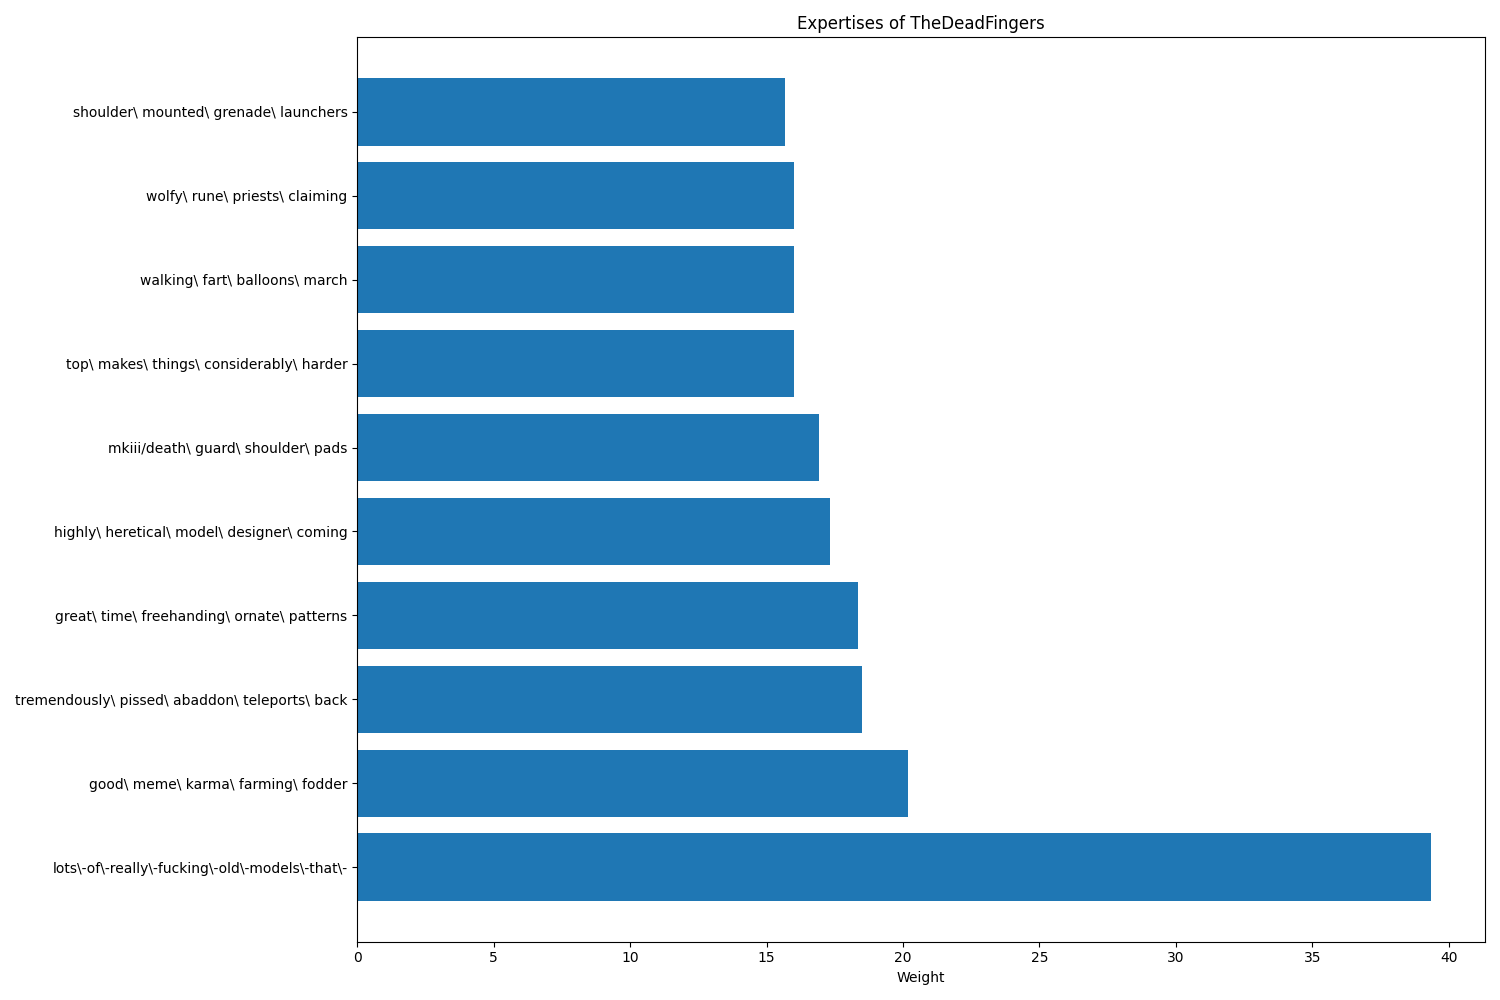 Expertises of TheDeadFingers
shoulder\ mounted\ grenade\ launchers
wolfy\ rune\ priests\ claiming
walking\ fart\ balloons\ march
top\ makes\ things\ considerably\ harder
mkiii/death\ guard\ shoulder\ pads
highly\ heretical\ model\ designer\ coming
great\ time\ freehanding\ ornate\ patterns
tremendously\ pissed\ abaddon\ teleports\ back
good\ meme\ karma\ farming\ fodder
lots\-of\-really\-fucking\-old\-models\-that\-
0 5 10 15 20 25 30 35 40
Weight